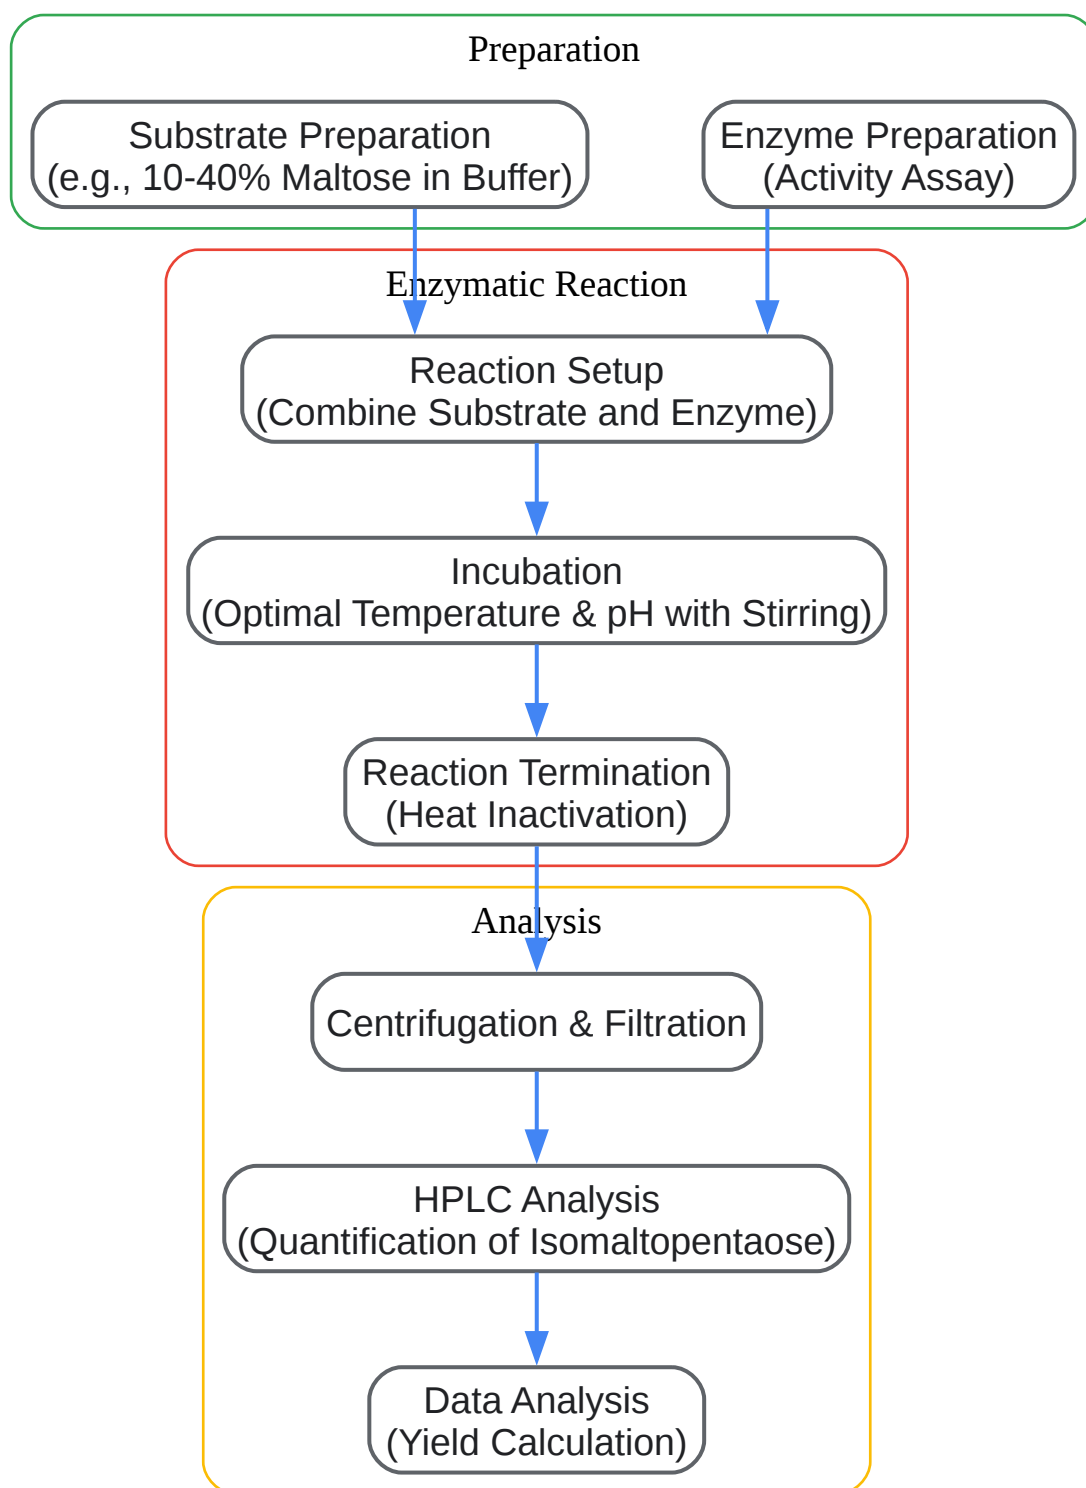 Preparation
Substrate Preparation
(e.g., 10-40% Maltose in Buffer)
Enzyme Preparation
(Activity Assay)
Enzymatic Reaction
Reaction Setup
(Combine Substrate and Enzyme)
Incubation
(Optimal Temperature & pH with Stirring)
Reaction Termination
(Heat Inactivation)
Analysis
Centrifugation & Filtration
HPLC Analysis
(Quantification of Isomaltopentaose)
Data Analysis
(Yield Calculation)